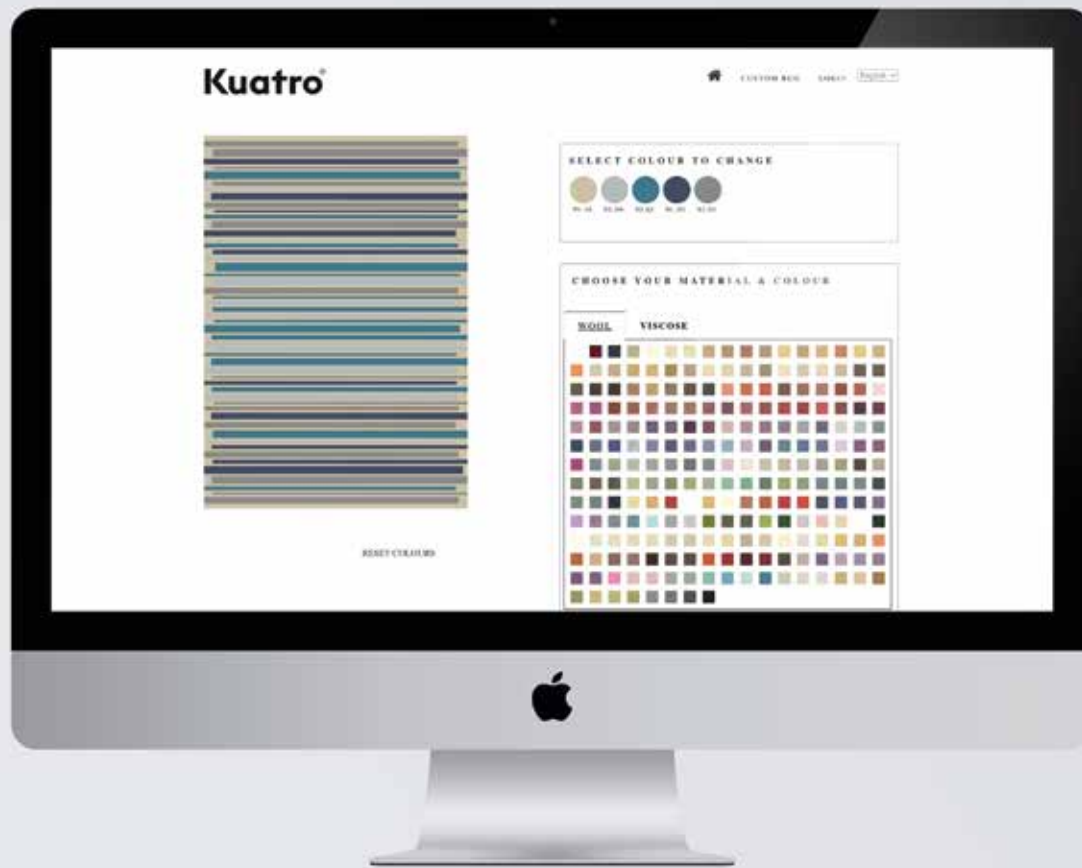 Kuatro®
CUSTOM RUG
English
SELECT COLOUR TO CHANGE
CHOOSE YOUR MATERIAL & COLOUR
WOOL VISCOSE
RESET COLOURS